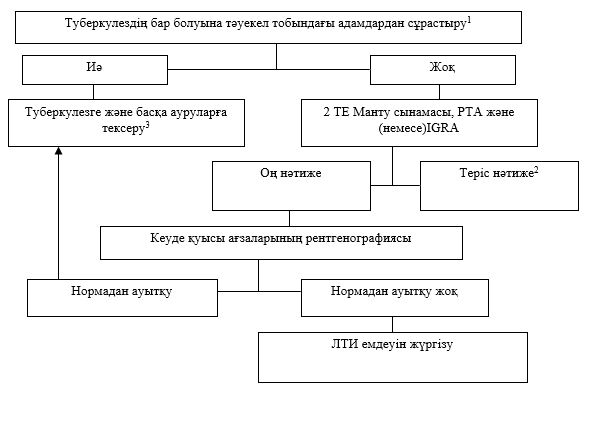 Туберкулездің бар болуына тәуекел тобындағы адамдардан сұрастыру¹
Иә
Жоқ
Туберкулезге және басқа ауруларға
тексеру³
2 ТЕ Манту сынамасы, РТА және
(немесе)IGRA
Оң нәтиже
Теріс нәтиже²
Кеуде қуысы ағзаларының рентгенографиясы
Нормадан ауытқу
Нормадан ауытқу жоқ
ЛТИ емдеуін жүргізу